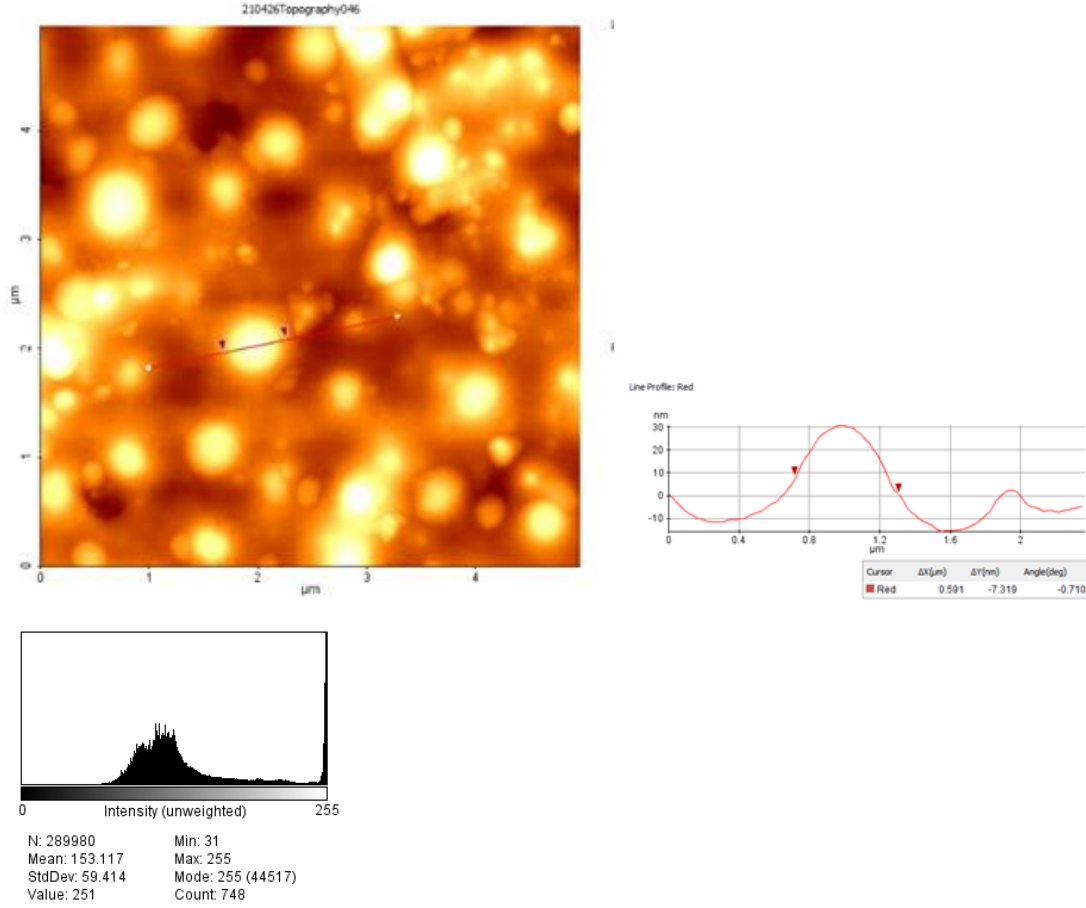 210426Topography046
4
3
2
1
0
µm
0 1 2 3 4
µm
Line Profile: Red
nm
30
20
10
0
-10
0 0.4 0.8 1.2 1.6 2
µm
Cursor ΔX(µm) ΔY(nm) Angle(deg)
Red 0.591 -7.319 -0.710
0 Intensity (unweighted) 255
N: 289980 Min: 31
Mean: 153.117 Max: 255
StdDev: 59.414 Mode: 255 (44517)
Value: 251 Count: 748